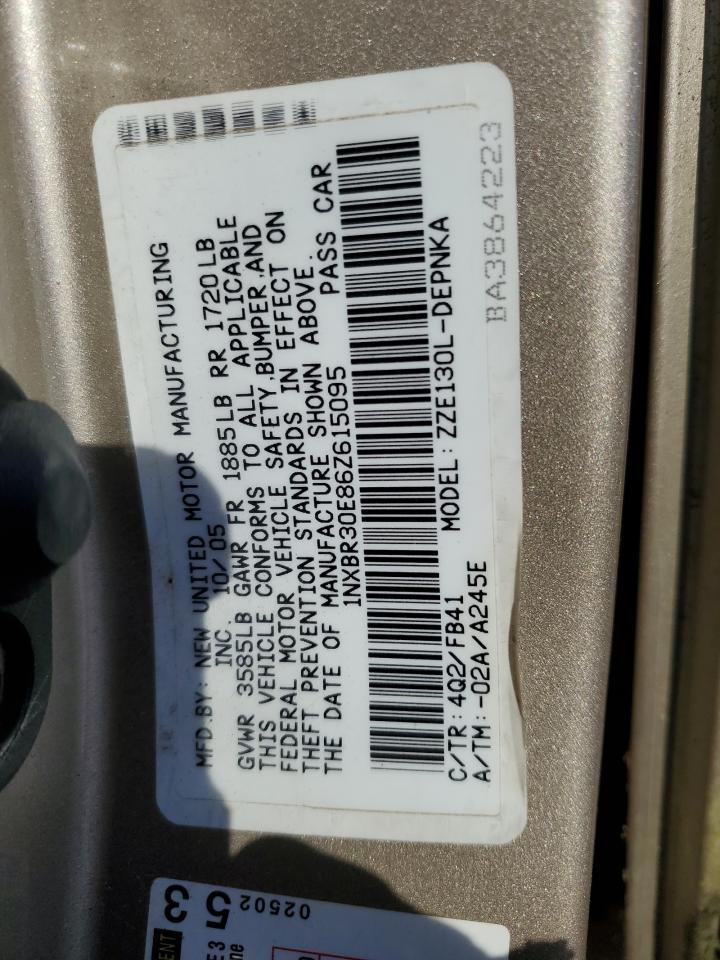 MFD.BY: NEW UNITED MOTOR MANUFACTURING
INC. 10/05
GVWR 3585LB GAWR FR 1885LB RR 1720LB
THIS VEHICLE CONFORMS TO ALL APPLICABLE
FEDERAL MOTOR VEHICLE SAFETY,BUMPER,AND
THEFT PREVENTION STANDARDS IN EFFECT ON
THE DATE OF MANUFACTURE SHOWN ABOVE.
1NXBR30E86Z615095 PASS CAR
C/TR:4Q2/FB41 MODEL:ZZE130L-DEPNKA
A/TM:-02A/A245E
BA3864223
02502
5
3